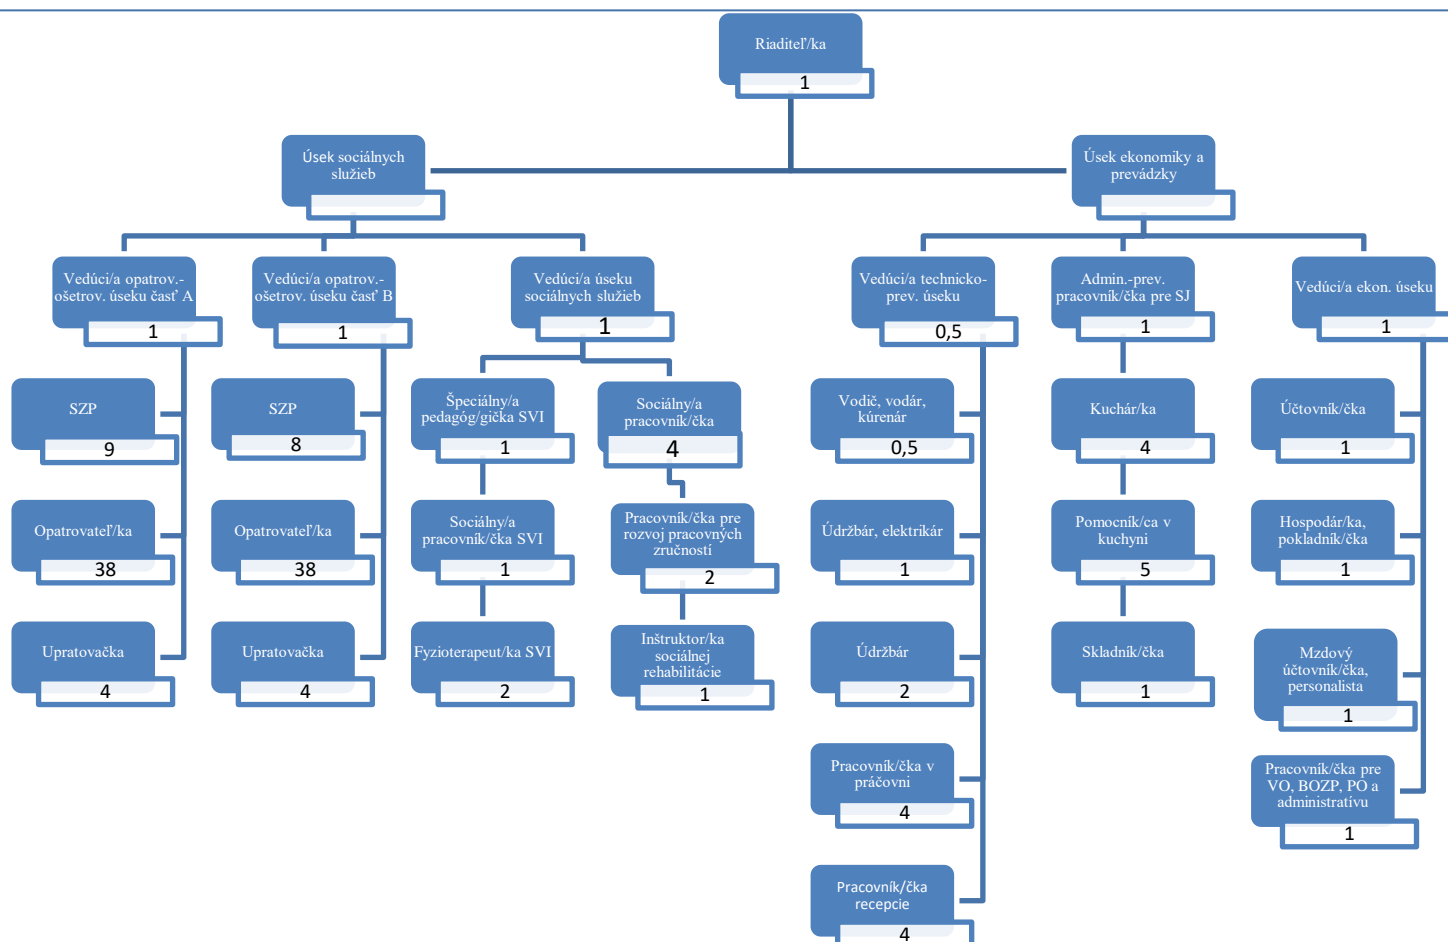 Riaditeľ/ka
1
Úsek sociálnych
služieb
Úsek ekonomiky a
prevádzky
Vedúci/a opatrov.-
ošetrov. úseku časť A
1
Vedúci/a opatrov.-
ošetrov. úseku časť B
1
Vedúci/a úseku
sociálnych služieb
1
Vedúci/a technicko-
prev. úseku
0,5
Admin.-prev.
pracovník/čka pre SJ
1
Vedúci/a ekon. úseku
1
SZP
9
SZP
8
Špeciálny/a
pedagóg/gička SVI
1
Sociálny/a
pracovník/čka
4
Vodič, vodár,
kúrenár
0,5
Kuchár/ka
4
Účtovník/čka
1
Opatrovateľ/ka
38
Opatrovateľ/ka
38
Sociálny/a
pracovník/čka SVI
1
Pracovník/čka pre
rozvoj pracovných
zručností
2
Údržbár, elektrikár
1
Pomocník/ca v
kuchyni
5
Hospodár/ka,
pokladník/čka
1
Upratovačka
4
Upratovačka
4
Fyzioterapeut/ka SVI
2
Inštruktor/ka
sociálnej
rehabilitácie
1
Údržbár
2
Skladník/čka
1
Mzdový
účtovník/čka,
personalista
1
Pracovník/čka v
práčovni
4
Pracovník/čka pre
VO, BOZP, PO a
administratívu
1
Pracovník/čka
recepcie
4